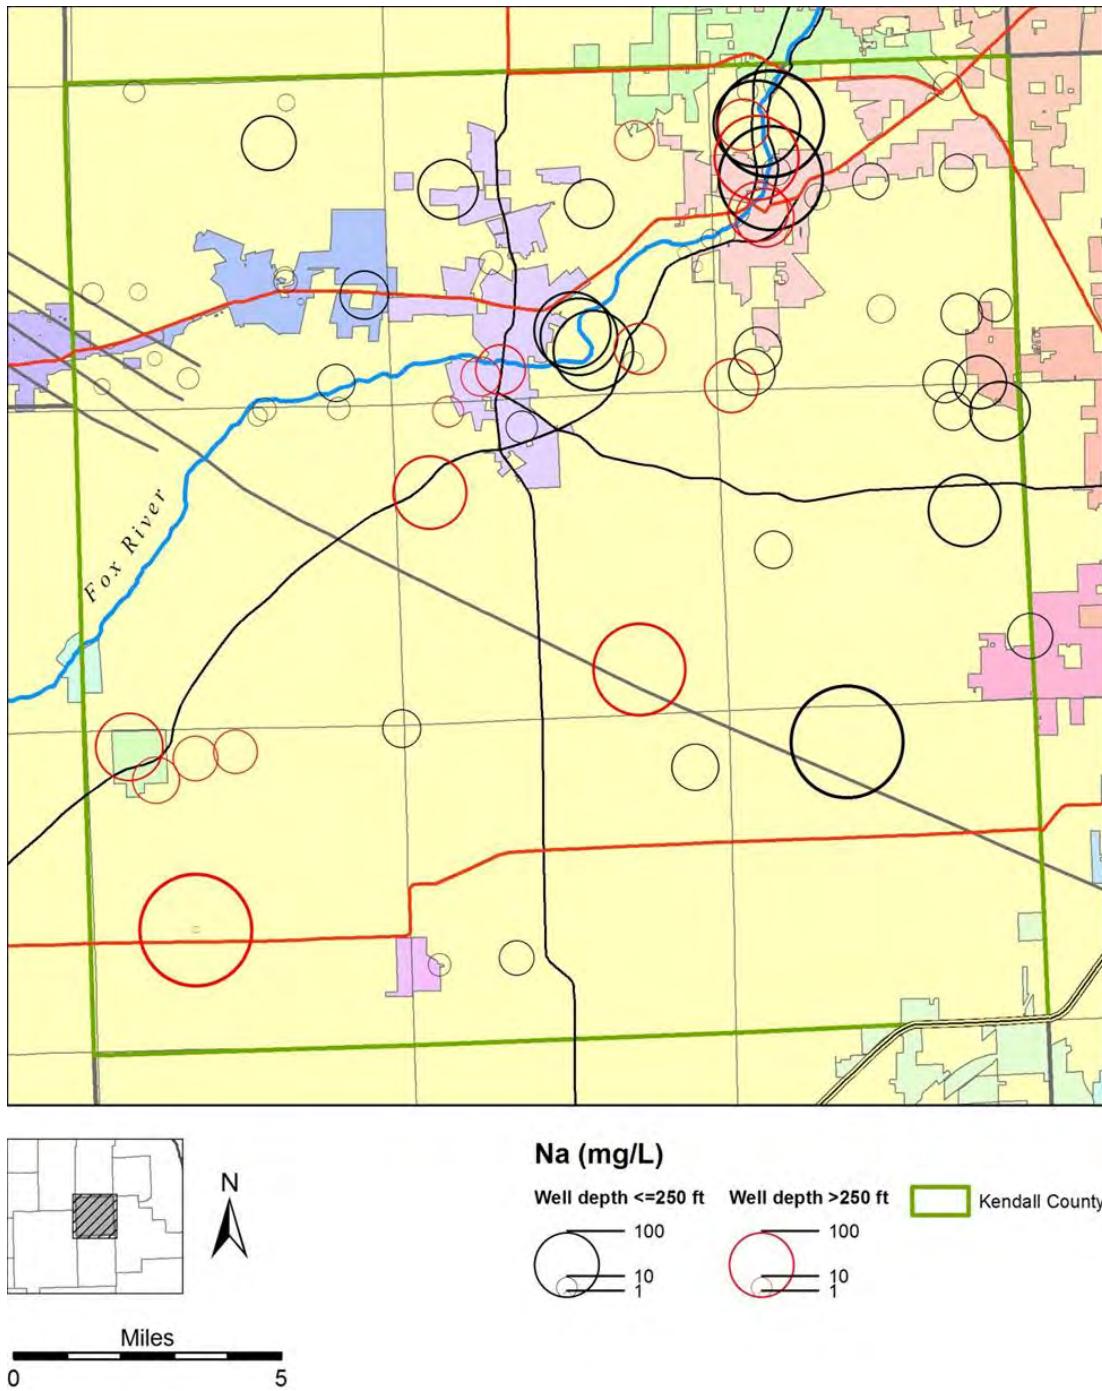 Fox River
Na (mg/L)
Well depth <=250 ft
Well depth >250 ft
Kendall County
100
10
1
100
10
1
N
Miles
0
5